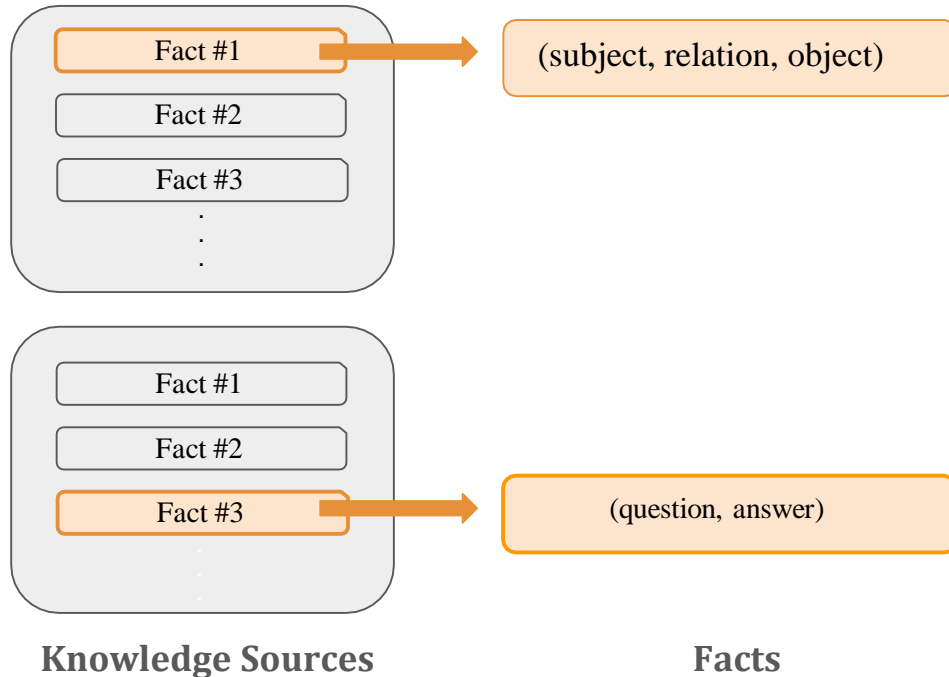 Fact #1
(subject, relation, object)
Fact #2
Fact #3
.
.
.
Fact #1
Fact #2
Fact #3
(question, answer)
.
.
.
Knowledge Sources
Facts